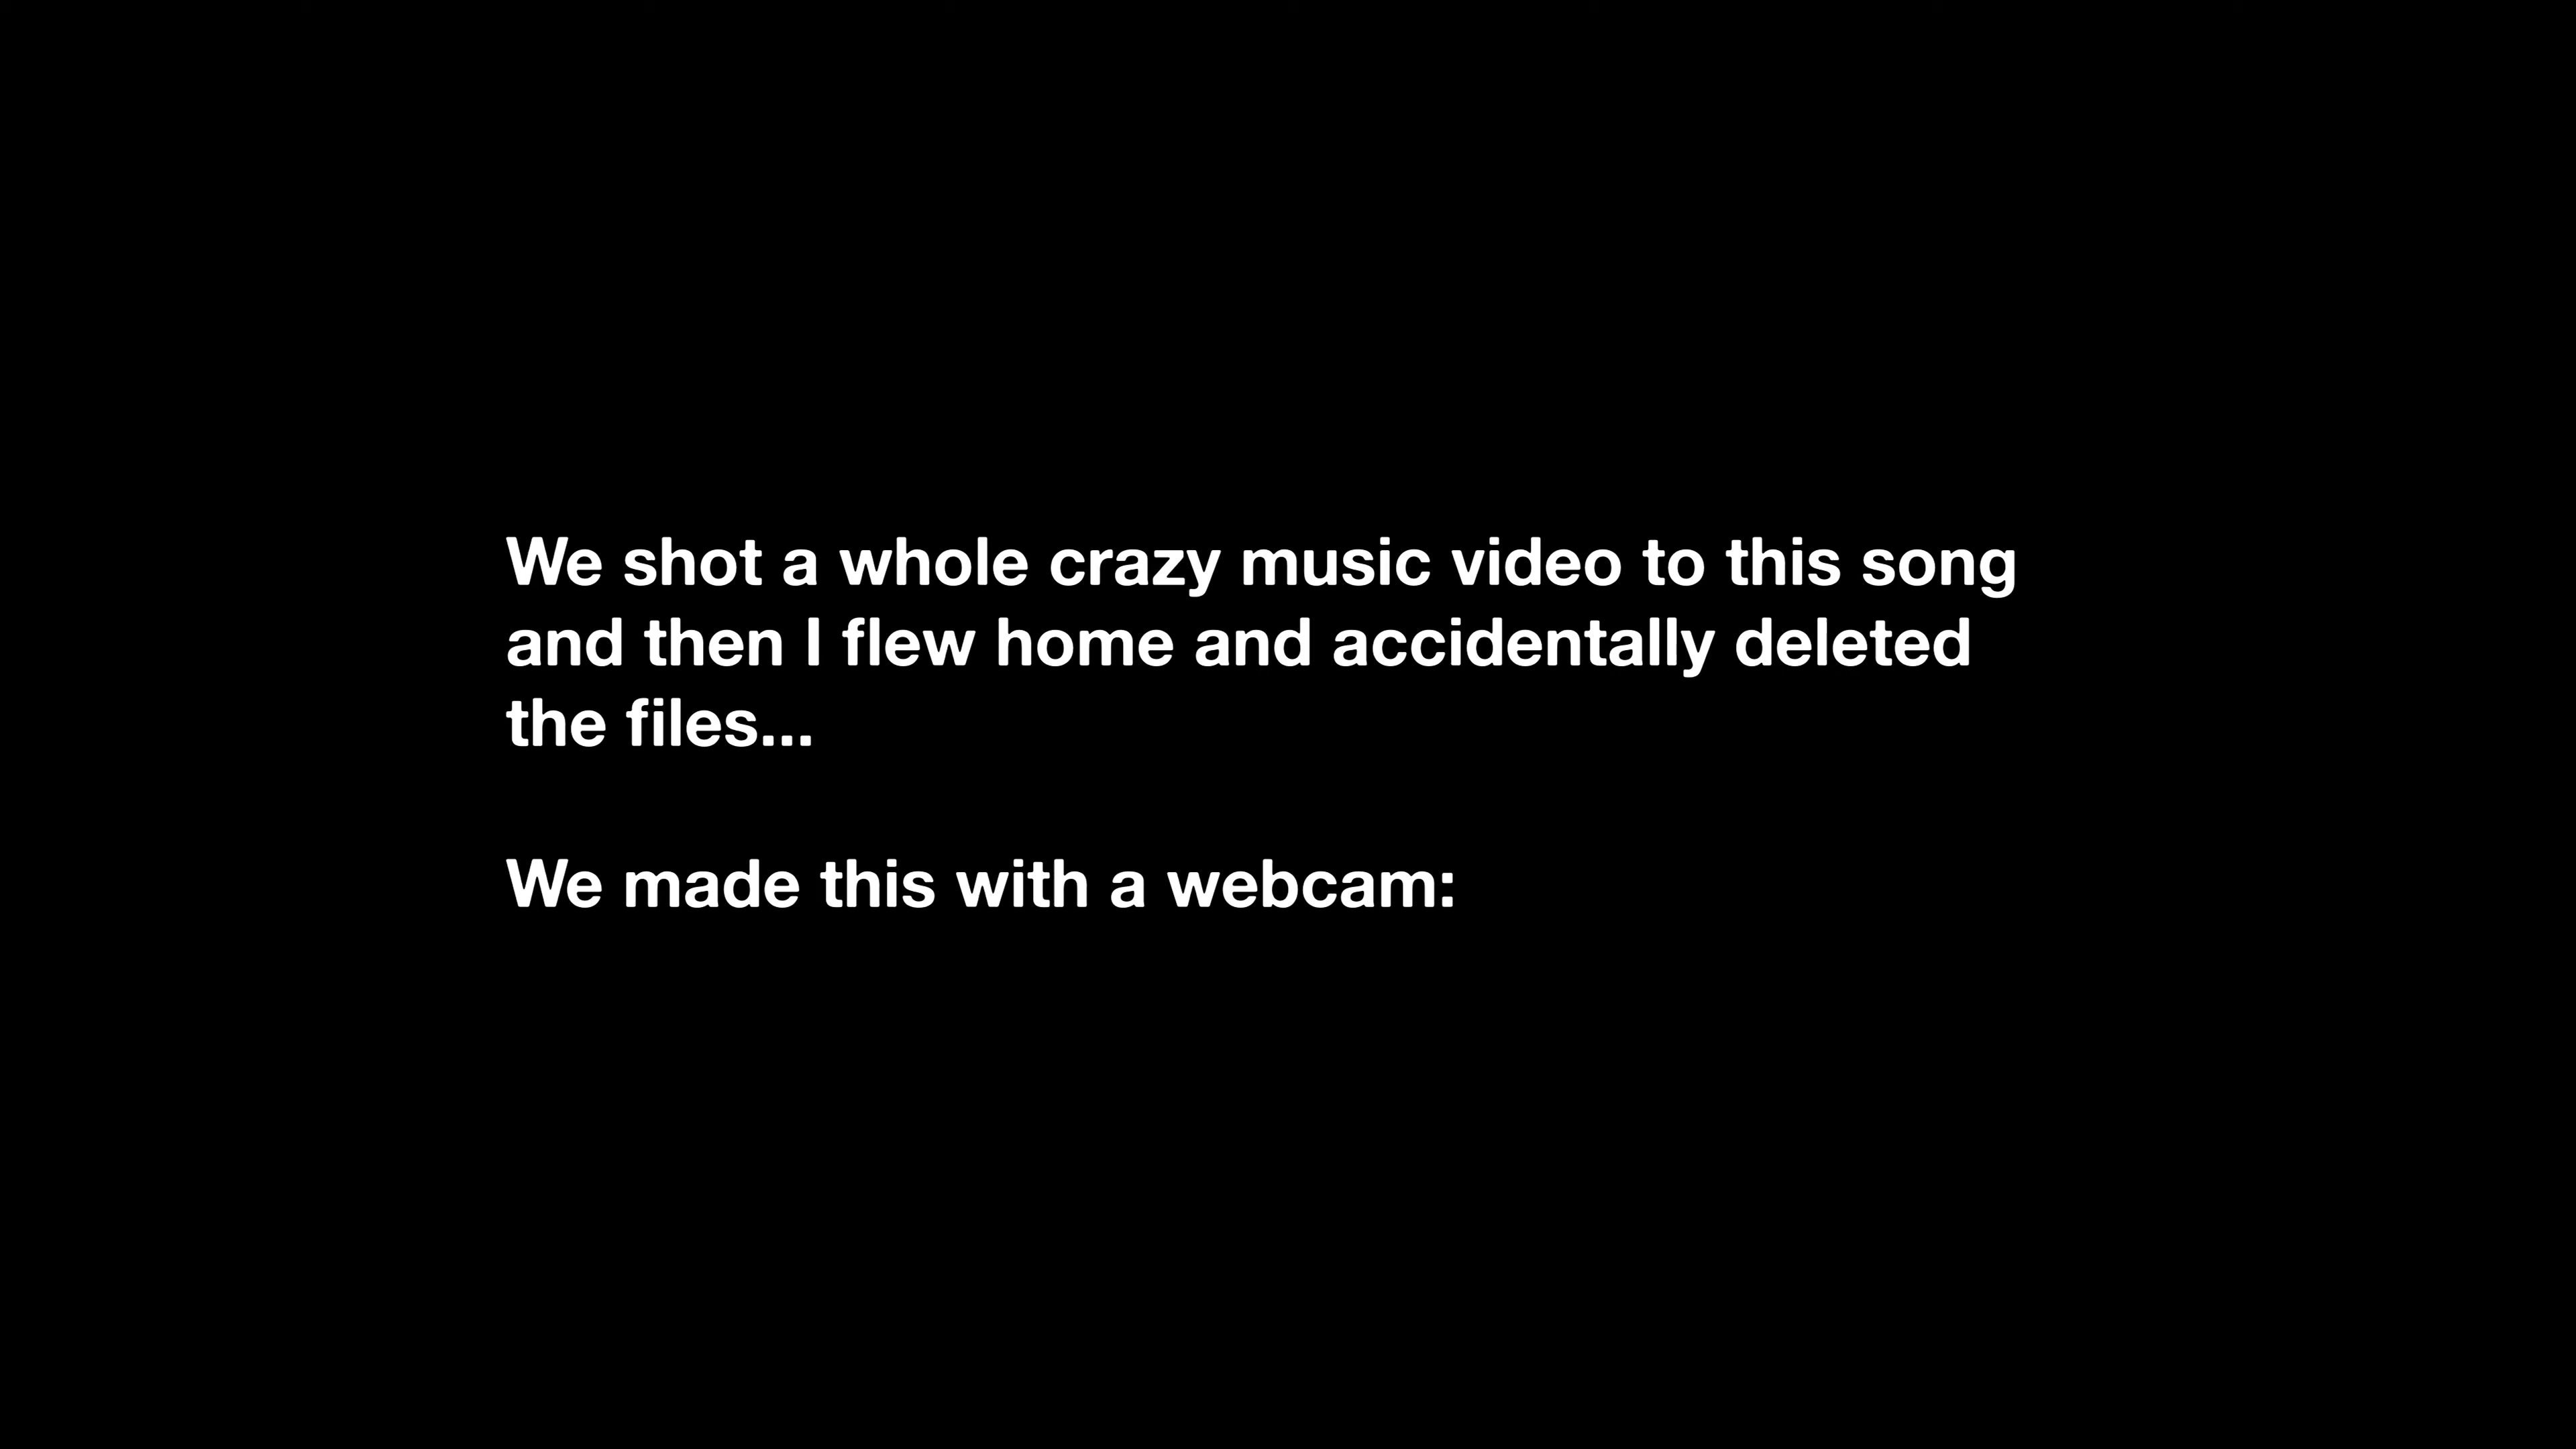 We shot a whole crazy music video to this song
and then I flew home and accidentally deleted
the files...
We made this with a webcam: